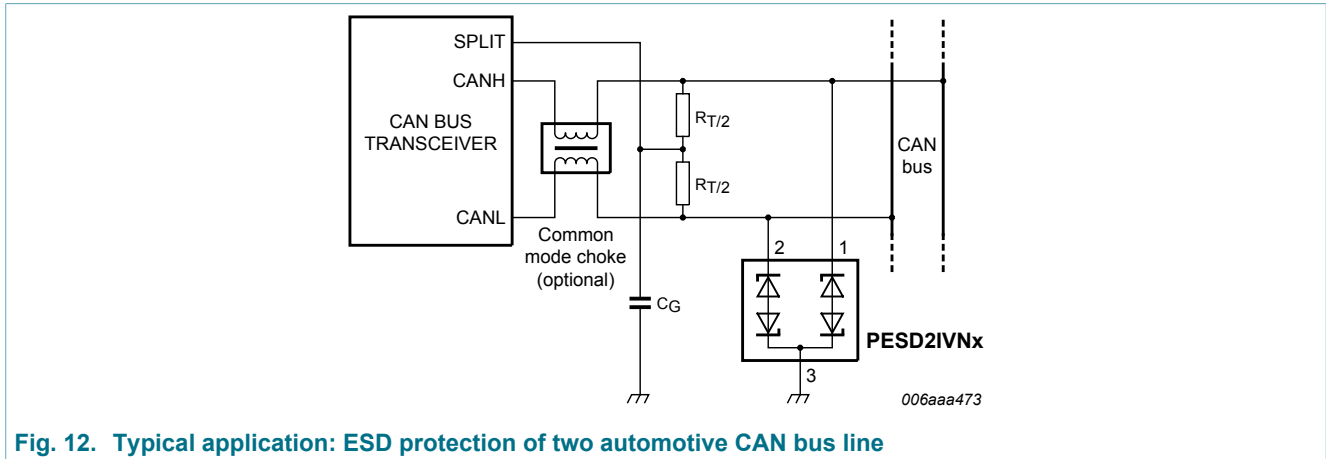 SPLIT
CANH
CAN BUS
TRANSCEIVER
CANL
Common
mode choke
(optional)
RT/2
RT/2
CG
CAN
bus
2
1
PESD2IVNx
3
006aaa473
Fig. 12. Typical application: ESD protection of two automotive CAN bus line